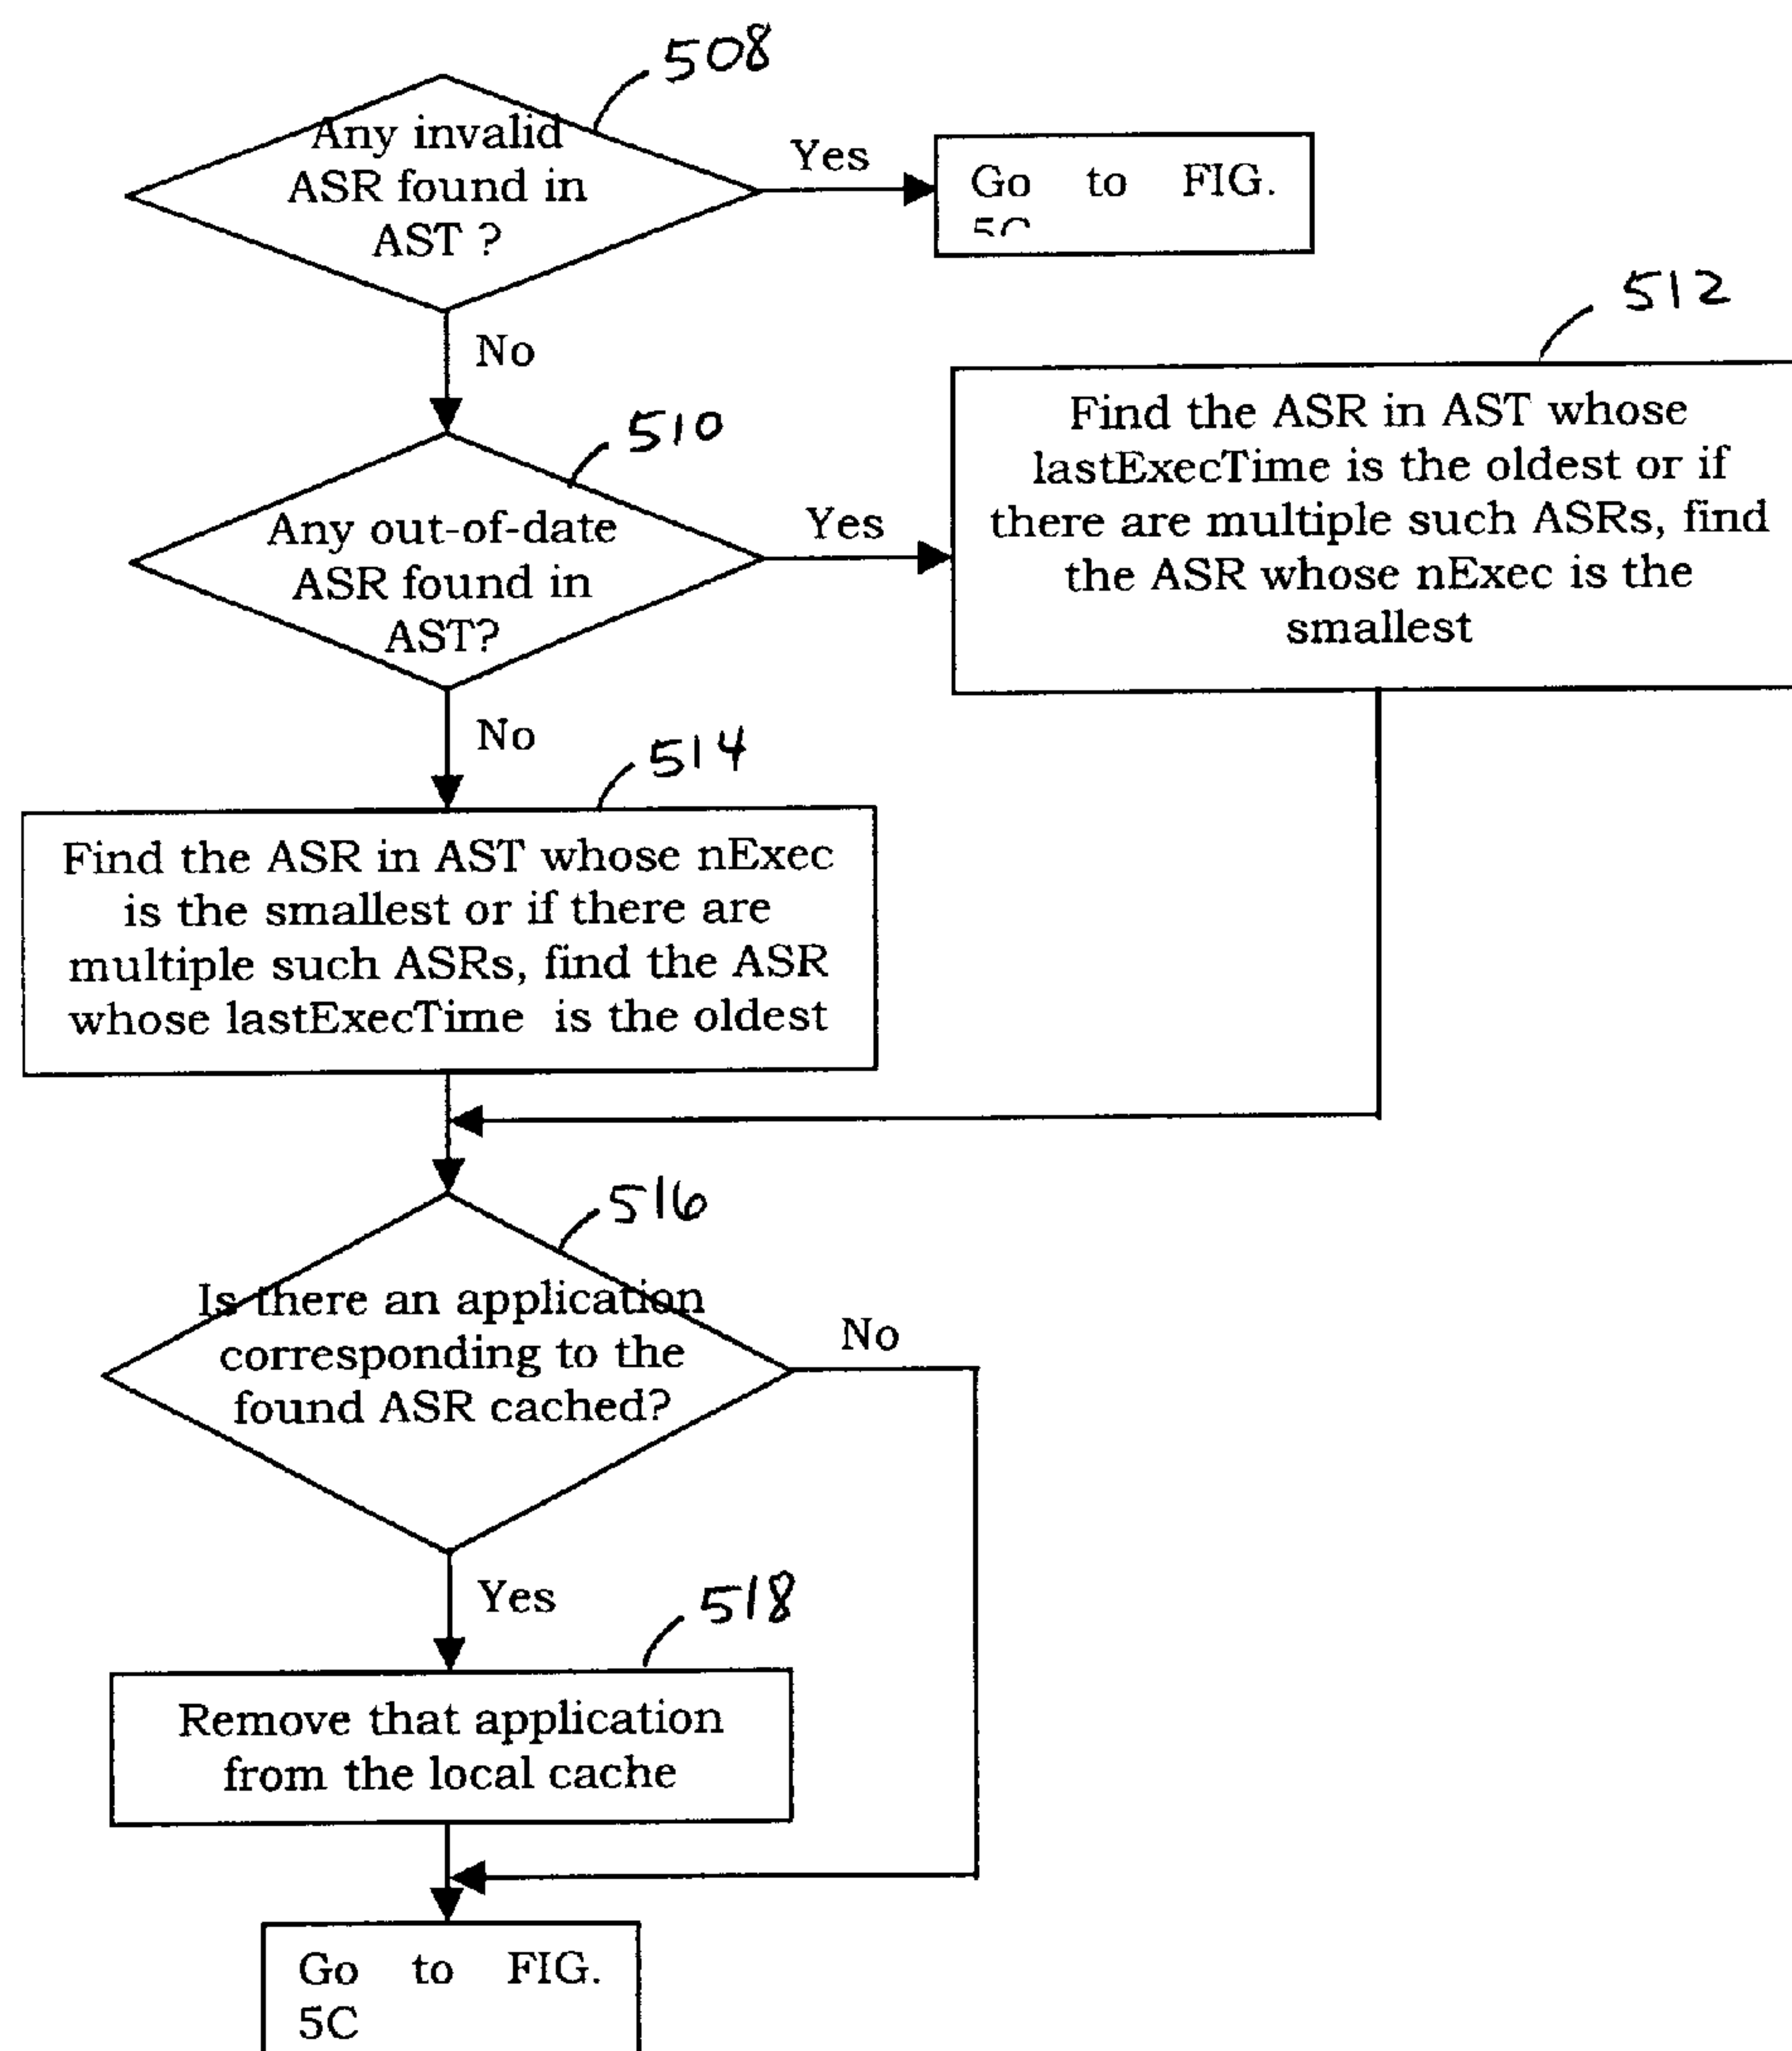 508
Any invalid
ASR found in
AST ?
Yes
Go to FIG.
No
512
510
Find the ASR in AST whose
lastExecTime is the oldest or if
there are multiple such ASRs, find
the ASR whose nExec is the
smallest
Any out-of-date
ASR found in
AST?
Yes
No
514
Find the ASR in AST whose nExec
is the smallest or if there are
multiple such ASRs, find the ASR
whose lastExecTime is the oldest
516
Is there an application
corresponding to the
found ASR cached?
No
Yes
518
Remove that application
from the local cache
Go to FIG.
5C